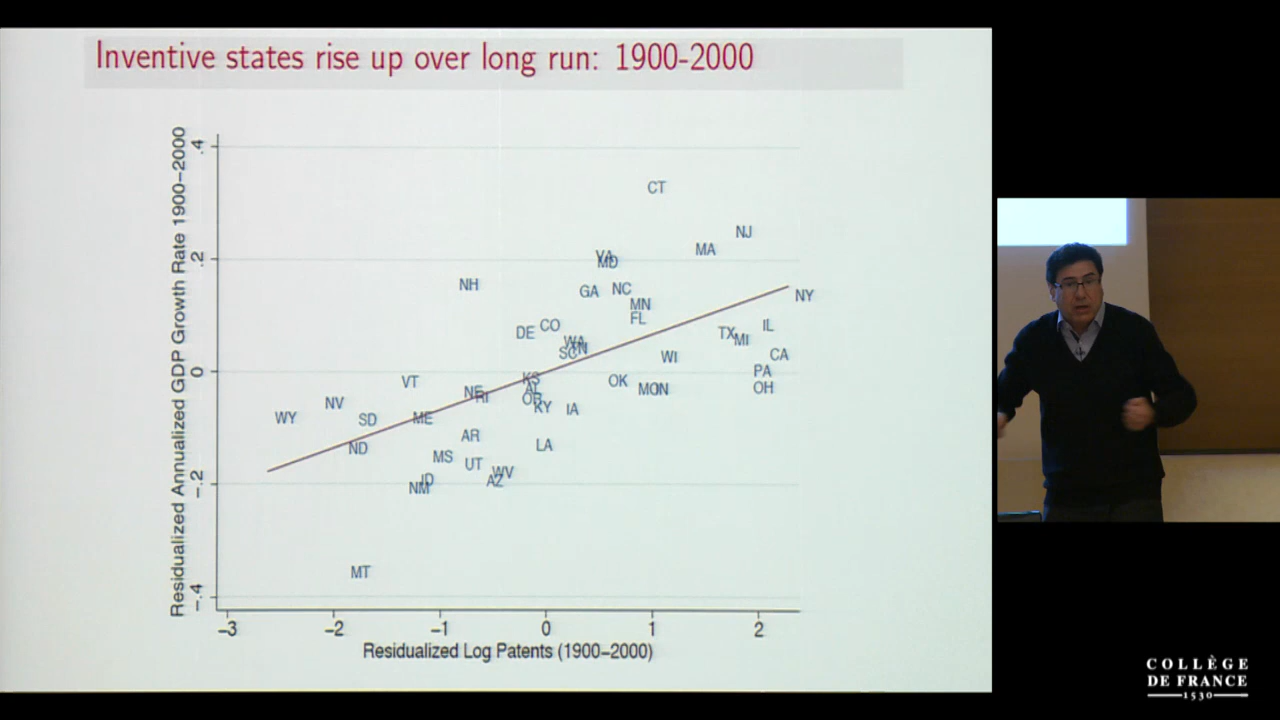 Inventive states rise up over long run: 1900-2000
Residualized Annualized GDP Growth Rate 1900−2000
.4
.2
0
−.2
−.4
CT
NJ
MA
VA
MD
NH
GA
NC
NY
MN
FL
DE
CO
IL
TX
MI
WA
TN
SC
CA
WI
PA
VT
KS
OK
OH
NE
RI
AL
MO
IN
NV
OR
KY
IA
WY
SD
ME
ND
AR
LA
MS
UT
WV
ID
AZ
NM
MT
−3
−2
−1
0
1
2
Residualized Log Patents (1900−2000)
COLLÈGE
DE FRANCE
1530